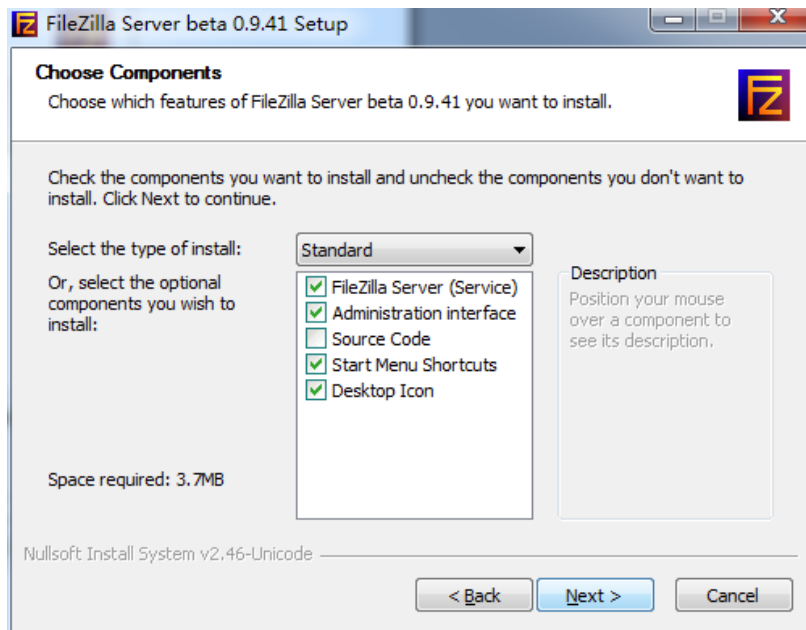 FileZilla Server beta 0.9.41 Setup
Choose Components
Choose which features of FileZilla Server beta 0.9.41 you want to install.
FZ
Check the components you want to install and uncheck the components you don't want to
install. Click Next to continue.
Select the type of install:
Standard
Or, select the optional
components you wish to
install:
FileZilla Server (Service)
Administration interface
Source Code
Start Menu Shortcuts
Desktop Icon
Description
Position your mouse
over a component to
see its description.
Space required: 3.7MB
Nullsoft Install System v2.46-Unicode
< Back
Next >
Cancel